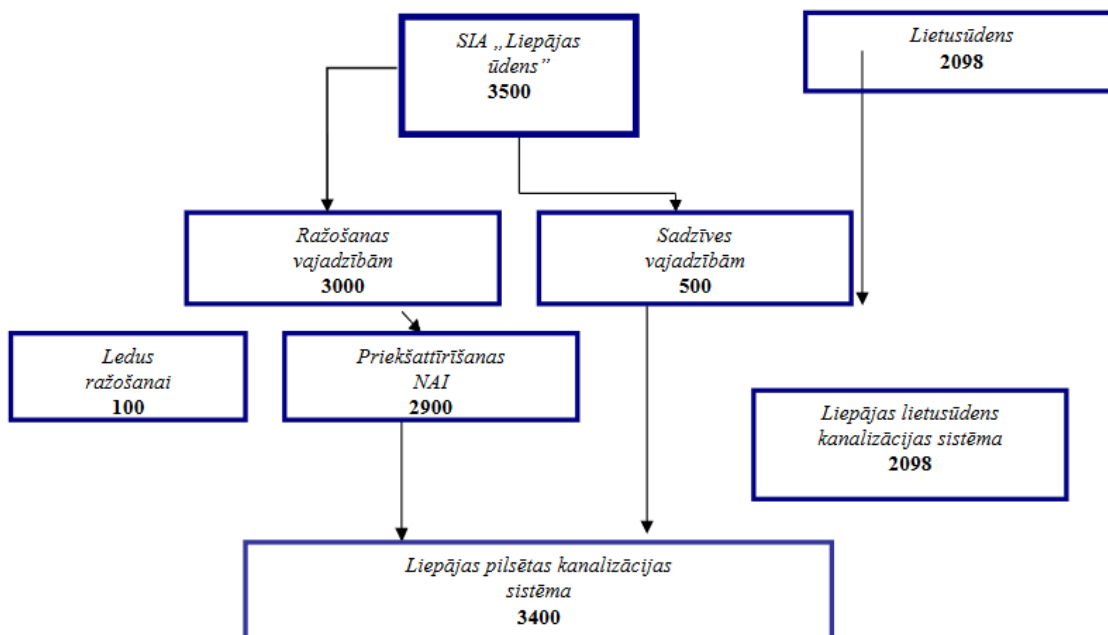 SIA „Liepājas
ūdens”
3500
Lietusūdens
2098
Ražošanas
vajadzībām
3000
Sadzīves
vajadzībām
500
Ledus
ražošanai
100
Priekšattīrīšanas
NAI
2900
Liepājas lietusūdens
kanalizācijas sistēma
2098
Liepājas pilsētas kanalizācijas
sistēma
3400